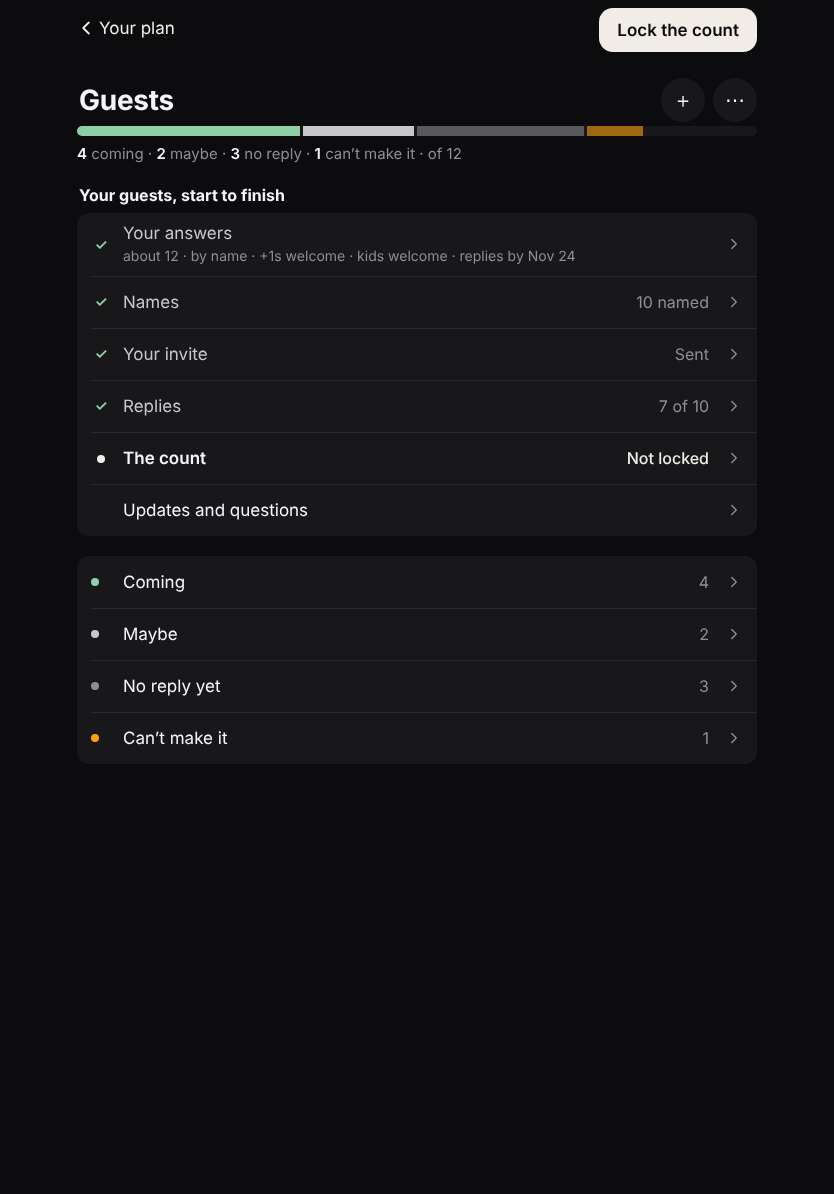 Your plan
Lock the count
Guests
+ ⋯
4 coming · 2 maybe · 3 no reply · 1 can’t make it · of 12
Your guests, start to finish
Your answers
about 12 · by name · +1s welcome · kids welcome · replies by Nov 24
Names 10 named
Your invite Sent
Replies 7 of 10
The count Not locked
Updates and questions
Coming 4
Maybe 2
No reply yet 3
Can’t make it 1